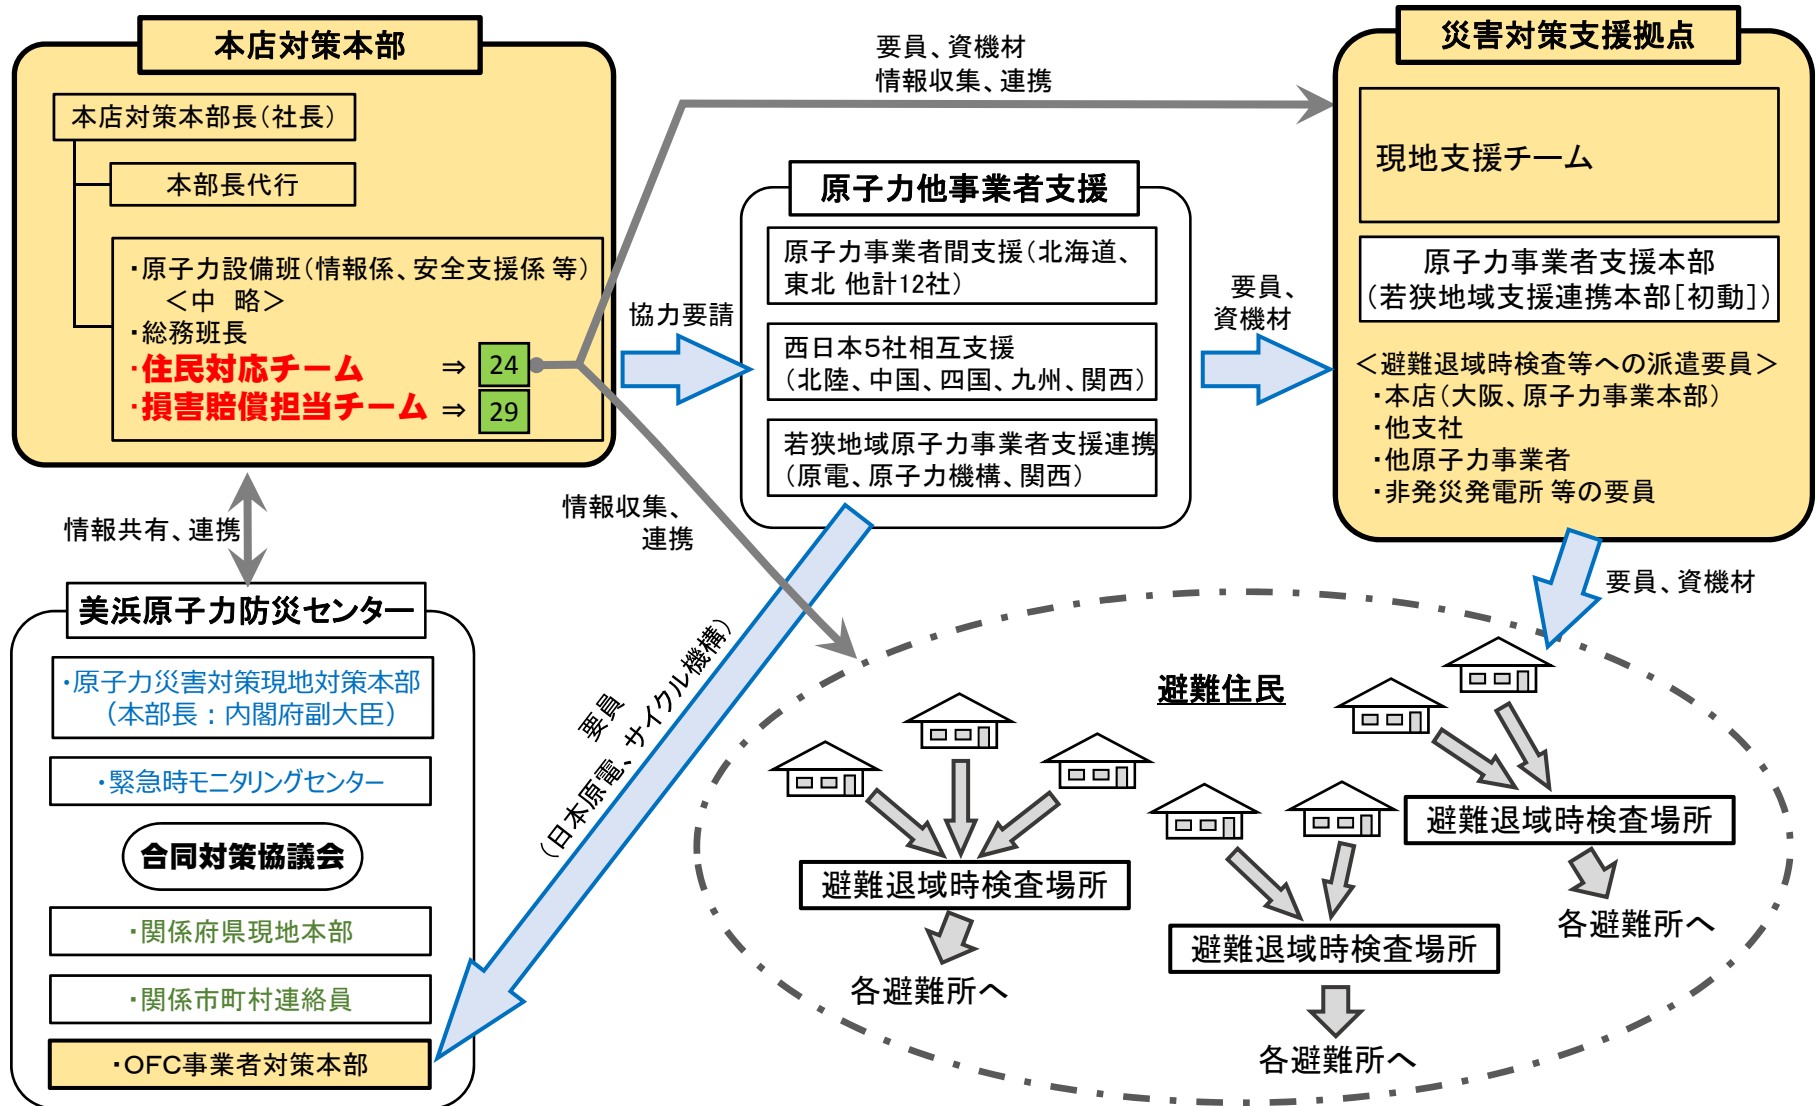 本店対策本部
本店対策本部長（社長）
本部長代行
・原子力設備班（情報係、安全支援係 等）
＜中　略＞
・総務班長
・住民対応チーム ⇒ 24
・損害賠償担当チーム ⇒ 29
情報共有、連携
美浜原子力防災センター
・原子力災害対策現地対策本部
（本部長：内閣府副大臣）
・緊急時モニタリングセンター
合同対策協議会
・関係府県現地本部
・関係市町村連絡員
・OFC事業者対策本部
要員、資機材
情報収集、連携
協力要請
原子力他事業者支援
原子力事業者間支援（北海道、
東北 他計12社）
西日本5社相互支援
（北陸、中国、四国、九州、関西）
若狭地域原子力事業者支援連携
（原電、原子力機構、関西）
情報収集、
連携
要員
（日本原電、サイクル機構）
要員、
資機材
災害対策支援拠点
現地支援チーム
原子力事業者支援本部
（若狭地域支援連携本部［初動］）
＜避難退域時検査等への派遣要員＞
・本店（大阪、原子力事業本部）
・他支社
・他原子力事業者
・非発災発電所 等の要員
要員、資機材
避難住民
避難退域時検査場所
各避難所へ
避難退域時検査場所
各避難所へ
避難退域時検査場所
各避難所へ